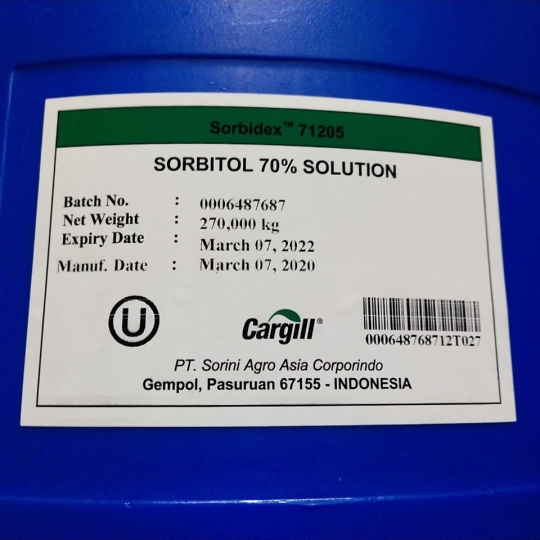 Sorbidex™ 71205
SORBITOL 70% SOLUTION
Batch No. : 0006487687
Net Weight : 270,000 kg
Expiry Date : March 07, 2022
Manuf. Date : March 07, 2020
U
Cargill®
000648768712T027
PT. Sorini Agro Asia Corporindo
Gempol, Pasuruan 67155 - INDONESIA